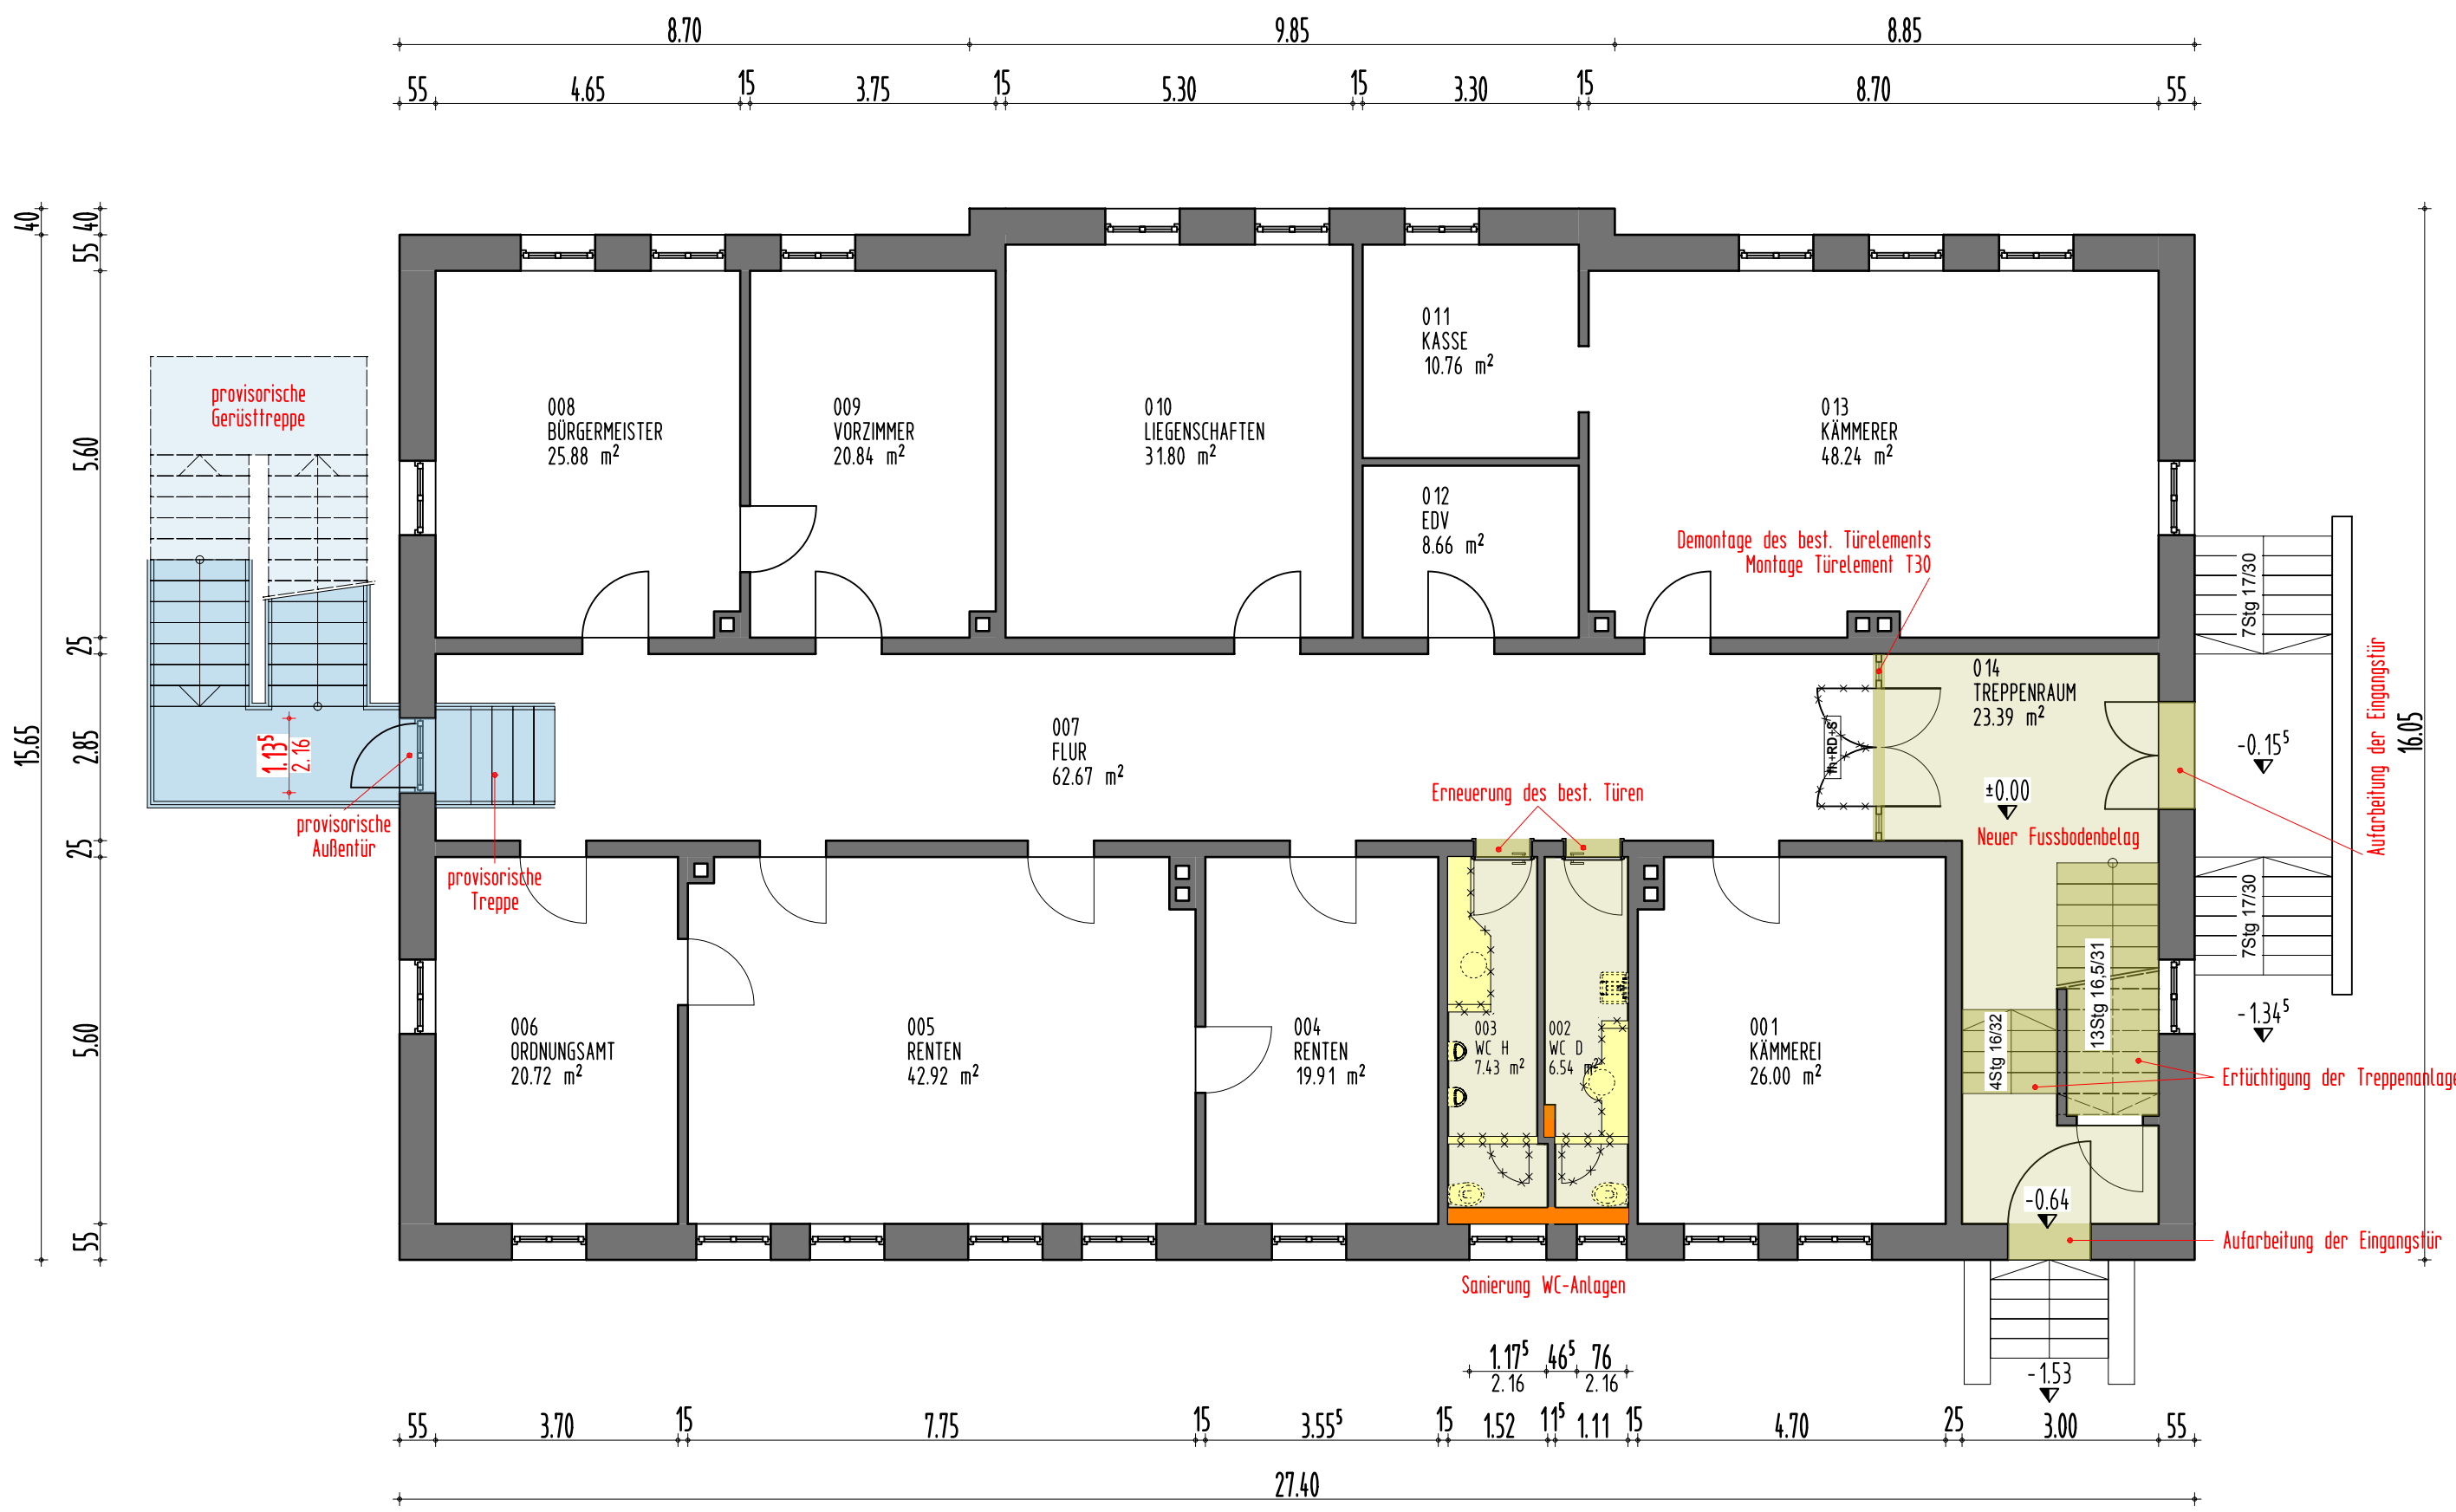 8.70
9.85
8.85
55
4.65
15
3.75
15
5.30
15
3.30
15
8.70
55
40
15.65
40
55
5.60
25
2.85
25
5.60
55
16.05
provisorische
Gerüsttreppe
008
BÜRGERMEISTER
25.88 m²
009
VORZIMMER
20.84 m²
010
LIEGENSCHAFTEN
31.80 m²
011
KASSE
10.76 m²
012
EDV
8.66 m²
013
KÄMMERER
48.24 m²
Demontage des best. Türelements
Montage Türelement T30
7Stg 17/30
014
TREPPENRAUM
23.39 m²
007
FLUR
62.67 m²
Th+RD+S
±0.00
Neuer Fussbodenbelag
-0.15⁵
Aufarbeitung der Eingangstür
1.13⁵
2.16
provisorische
Außentür
provisorische
Treppe
Erneuerung des best. Türen
7Stg 17/30
-1.34⁵
006
ORDNUNGSAMT
20.72 m²
005
RENTEN
42.92 m²
004
RENTEN
19.91 m²
003
WC H
7.43 m²
002
WC D
6.54 m²
001
KÄMMEREI
26.00 m²
4Stg 16/32
13Stg 16,5/31
Ertüchtigung der Treppenanlage
-0.64
Aufarbeitung der Eingangstür
Sanierung WC-Anlagen
-1.53
1.17⁵
46⁵
76
2.16
2.16
55
3.70
15
7.75
15
3.55⁵
15
1.52
11⁵
1.11
15
4.70
25
3.00
55
27.40